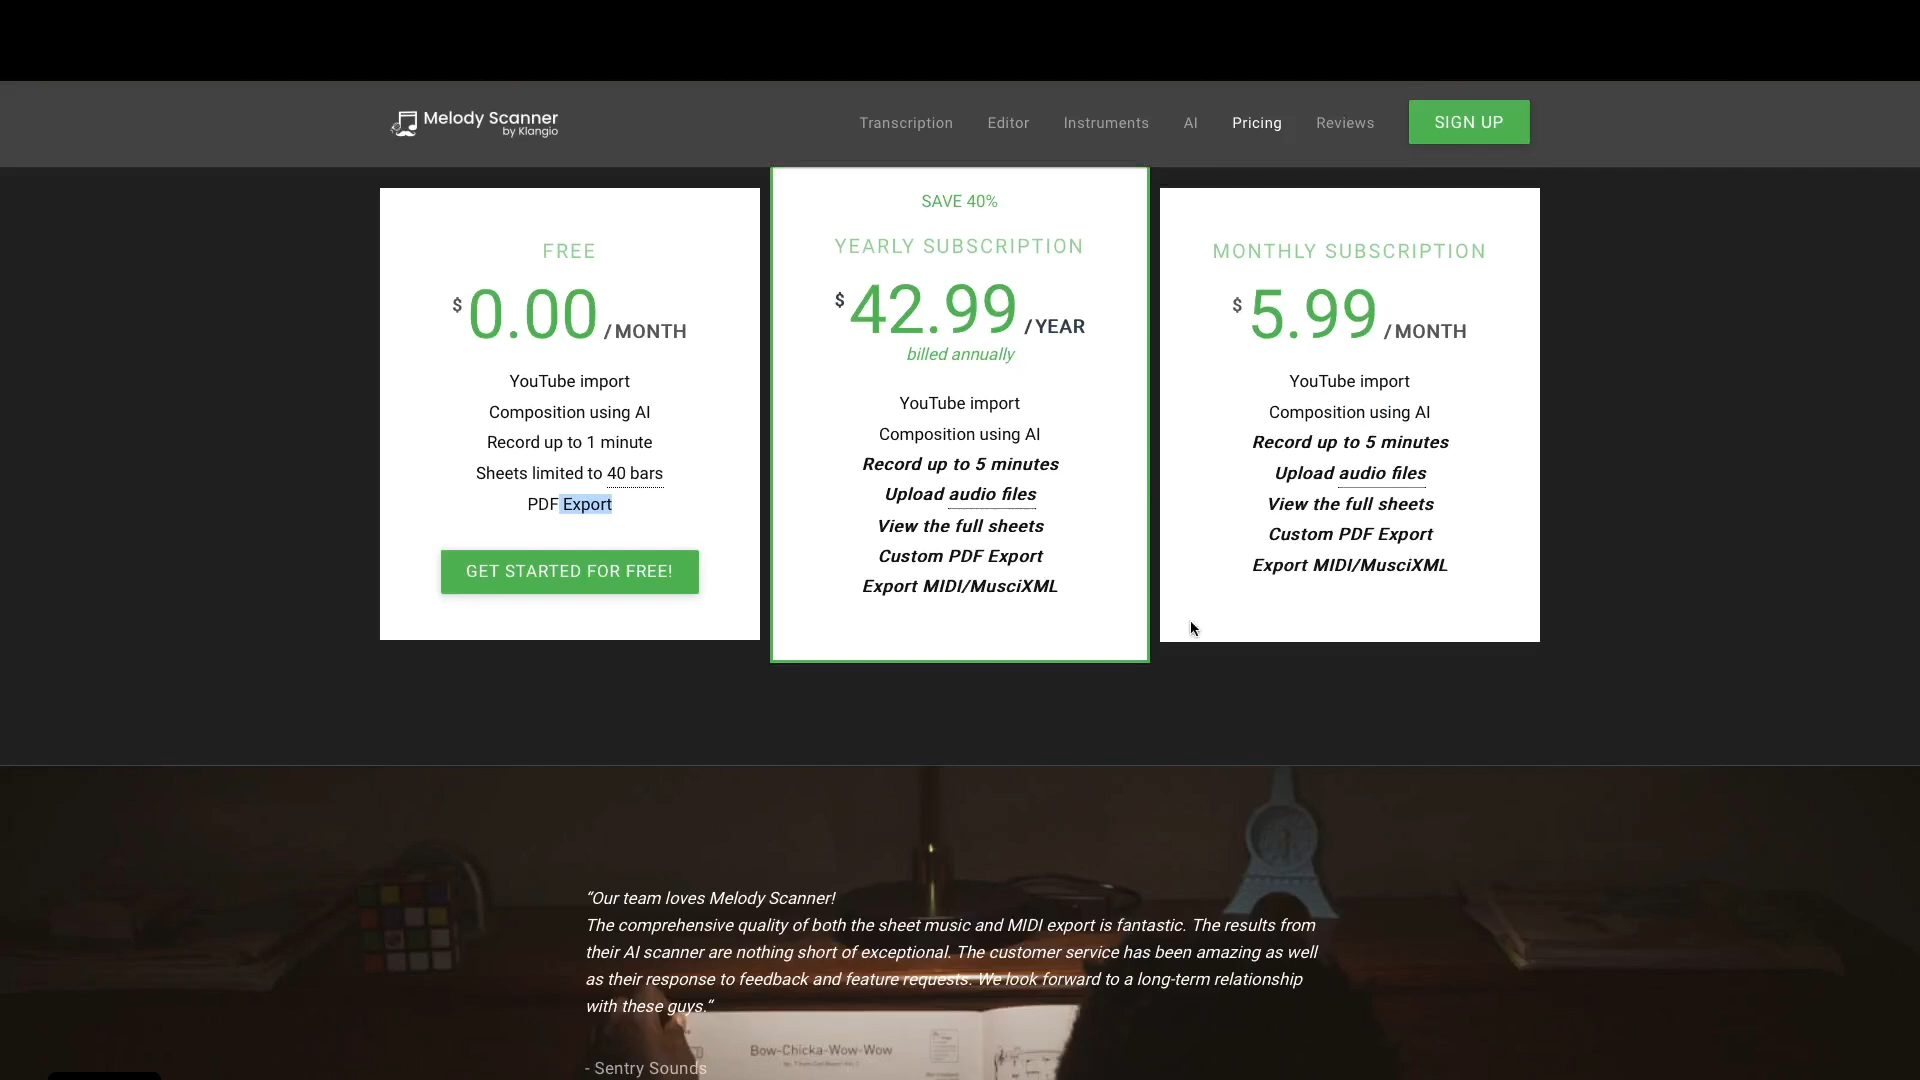 Melody Scanner
by Klangio
Transcription
Editor
Instruments
AI
Pricing
Reviews
SIGN UP
FREE
$ 0.00 / MONTH
YouTube import
Composition using AI
Record up to 1 minute
Sheets limited to 40 bars
PDF Export
GET STARTED FOR FREE!
SAVE 40%
YEARLY SUBSCRIPTION
$ 42.99 / YEAR
billed annually
YouTube import
Composition using AI
Record up to 5 minutes
Upload audio files
View the full sheets
Custom PDF Export
Export MIDI/MusciXML
MONTHLY SUBSCRIPTION
$ 5.99 / MONTH
YouTube import
Composition using AI
Record up to 5 minutes
Upload audio files
View the full sheets
Custom PDF Export
Export MIDI/MusciXML
“Our team loves Melody Scanner!
The comprehensive quality of both the sheet music and MIDI export is fantastic. The results from
their AI scanner are nothing short of exceptional. The customer service has been amazing as well
as their response to feedback and feature requests. We look forward to a long-term relationship
with these guys.“
Bow-Chicka-Wow-Wow
- Sentry Sounds